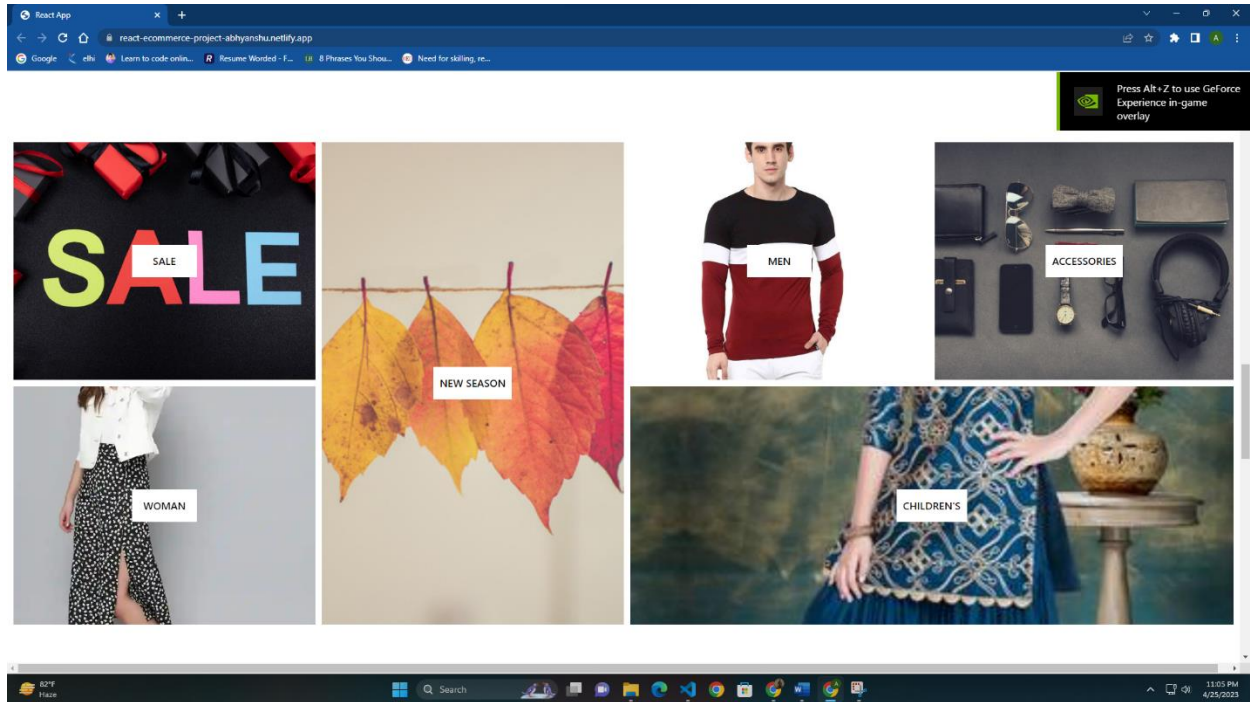 React App
react-ecommerce-project-abhyanshu.netlify.app
Google
elhi
Learn to code onlin...
Resume Worded - F...
8 Phrases You Shou...
Need for skilling, re...
Press Alt+Z to use GeForce
Experience in-game
overlay
SALE
SALE
NEW SEASON
MEN
ACCESSORIES
WOMAN
CHILDREN'S
82°F
Haze
Search
11:05 PM
4/25/2023